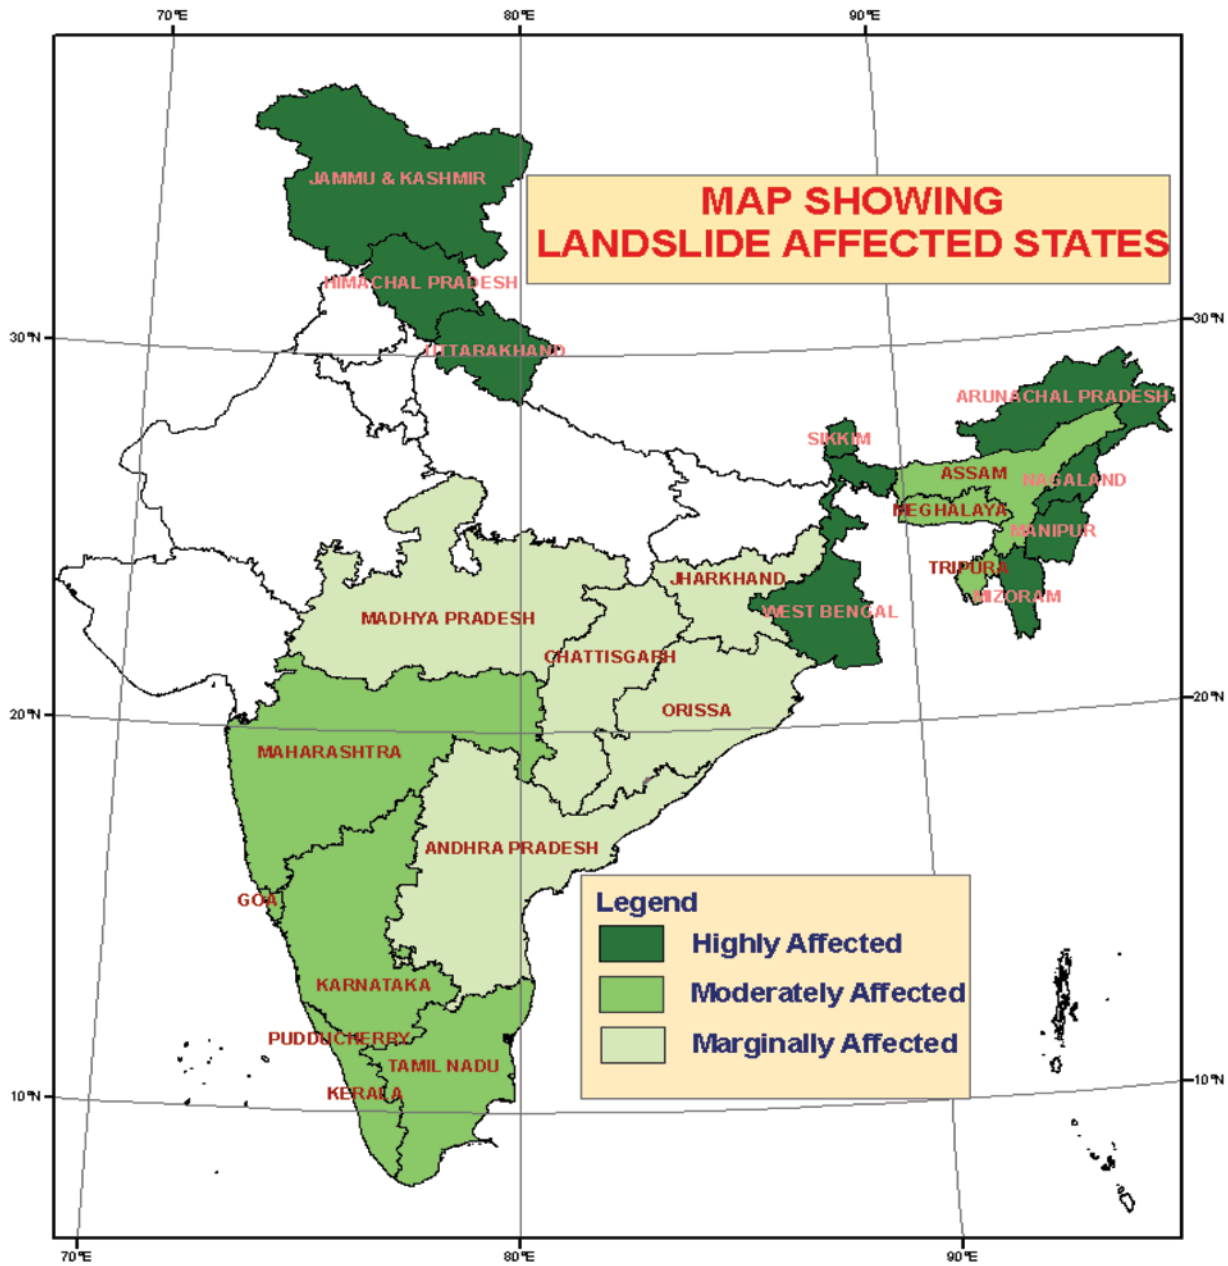 70°E 80°E 90°E
MAP SHOWING
LANDSLIDE AFFECTED STATES
JAMMU & KASHMIR
HIMACHAL PRADESH
30°N
30°N
UTTARAKHAND
ARUNACHAL PRADESH
SIKKIM
ASSAM
NAGALAND
MEGHALAYA
MANIPUR
TRIPURA
JHARKHAND
MIZORAM
WEST BENGAL
MADHYA PRADESH
CHATTISGARH
ORISSA
20°N
20°N
MAHARASHTRA
ANDHRA PRADESH
GOA
KARNATAKA
PUDDUCHERRY
TAMIL NADU
KERALA
10°N
10°N
Legend
Highly Affected
Moderately Affected
Marginally Affected
70°E 80°E 90°E